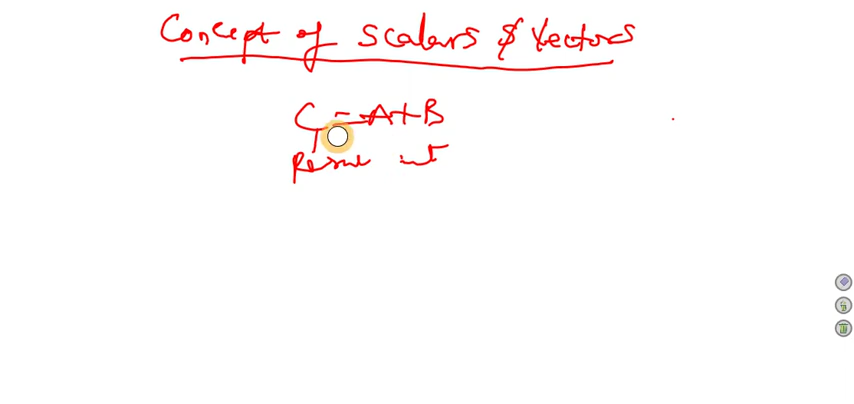 Concept of Scalars & Vectors
C = A + B
Resultant